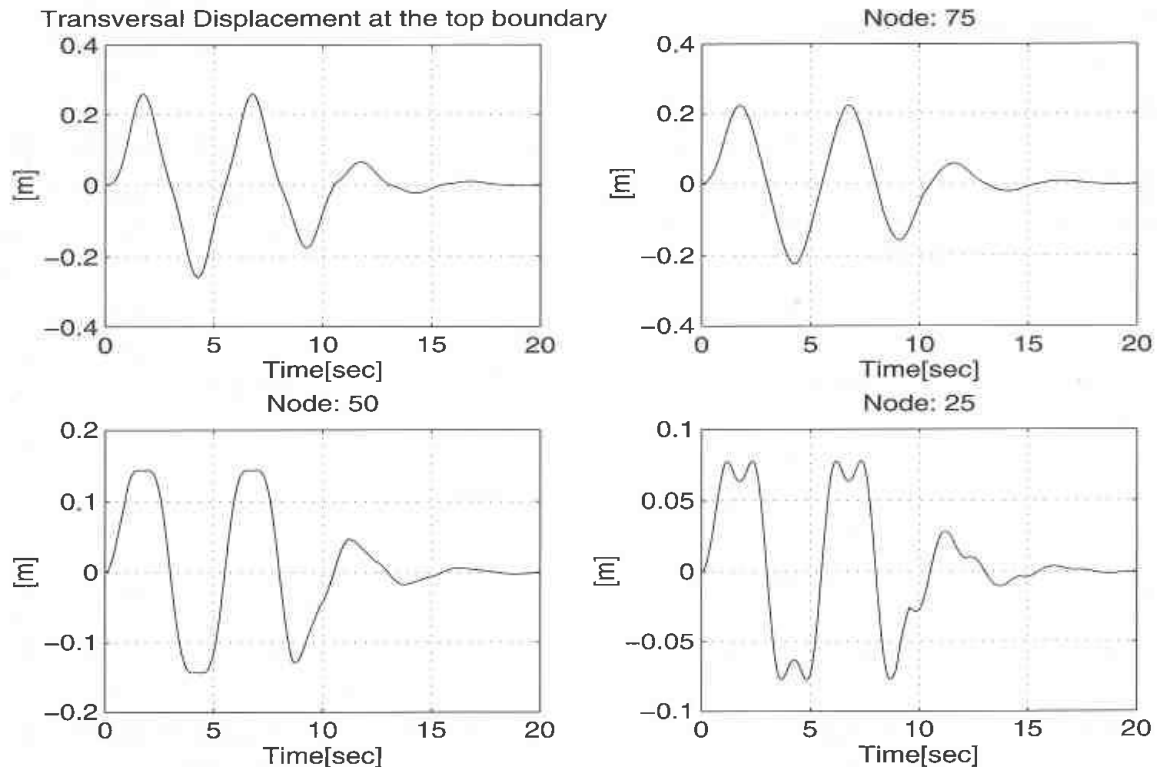 Transversal Displacement at the top boundary
0.4
0.2
0
−0.2
−0.4
[m]
0 5 10 15 20
Time[sec]
Node: 75
0.4
0.2
0
−0.2
−0.4
[m]
0 5 10 15 20
Time[sec]
Node: 50
0.2
0.1
0
−0.1
−0.2
[m]
0 5 10 15 20
Time[sec]
Node: 25
0.1
0.05
0
−0.05
−0.1
[m]
0 5 10 15 20
Time[sec]